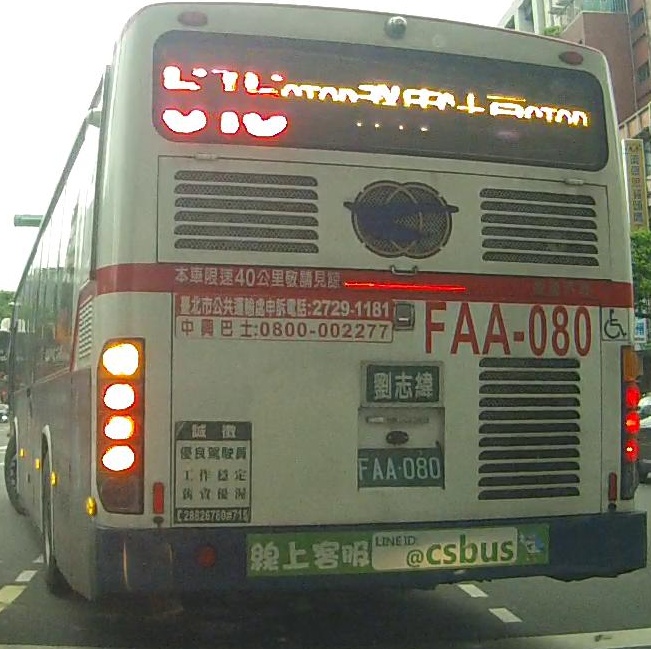 本車限速40公里敬請見諒
臺北市公共運輸處申訴電話:2729-1181
中興巴士:0800-002277
FAA-080
劉志緯
FAA-080
誠徵
優良駕駛員
工作穩定
薪資優渥
28826780#715
線上客服 LINE ID: @csbus